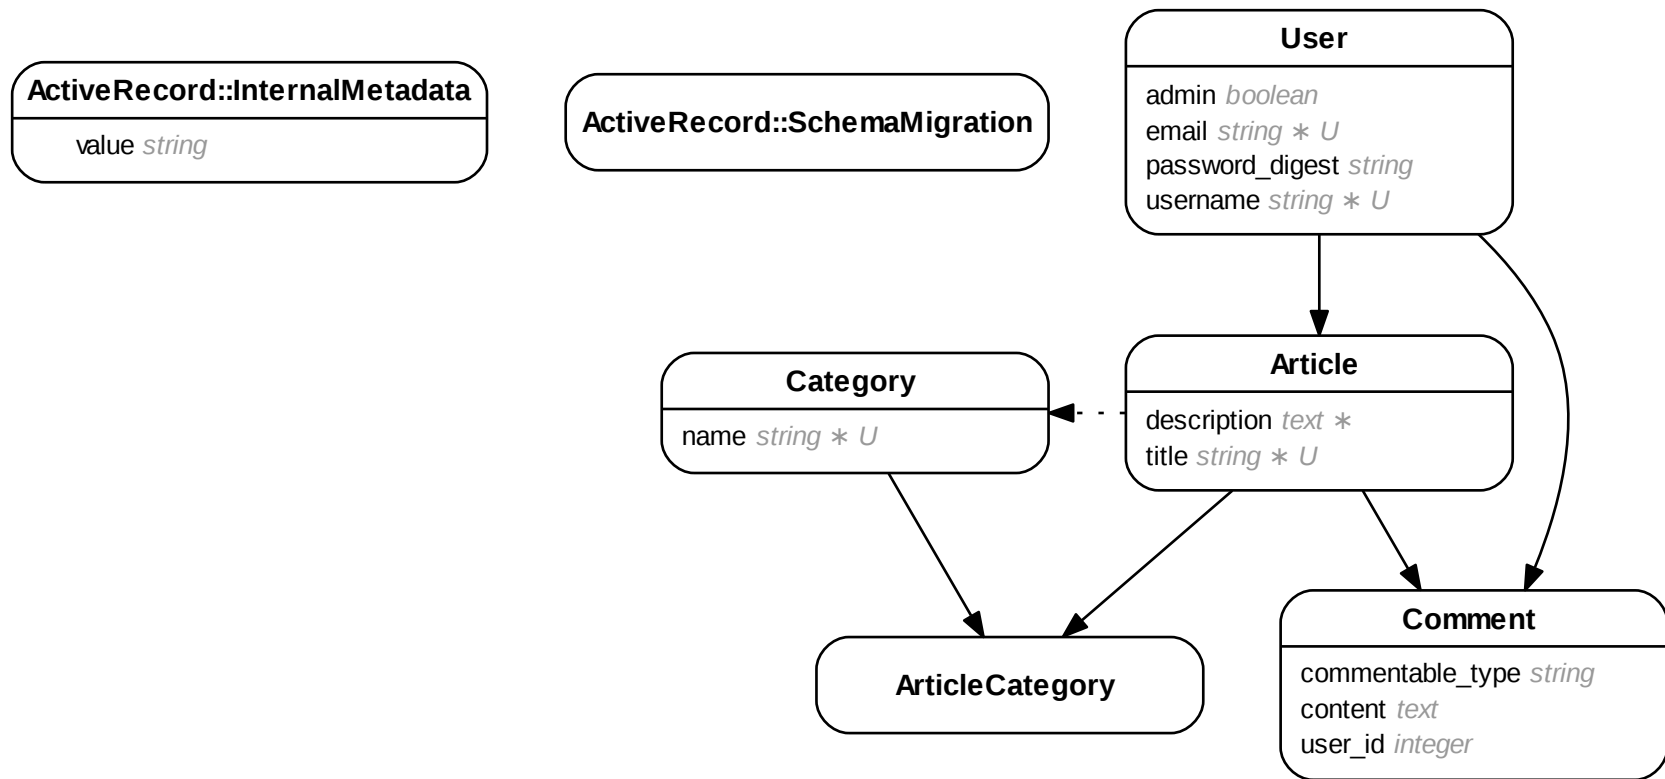 ActiveRecord::InternalMetadata
value string
ActiveRecord::SchemaMigration
User
admin boolean
email string ∗ U
password_digest string
username string ∗ U
Category
name string ∗ U
Article
description text ∗
title string ∗ U
ArticleCategory
Comment
commentable_type string
content text
user_id integer